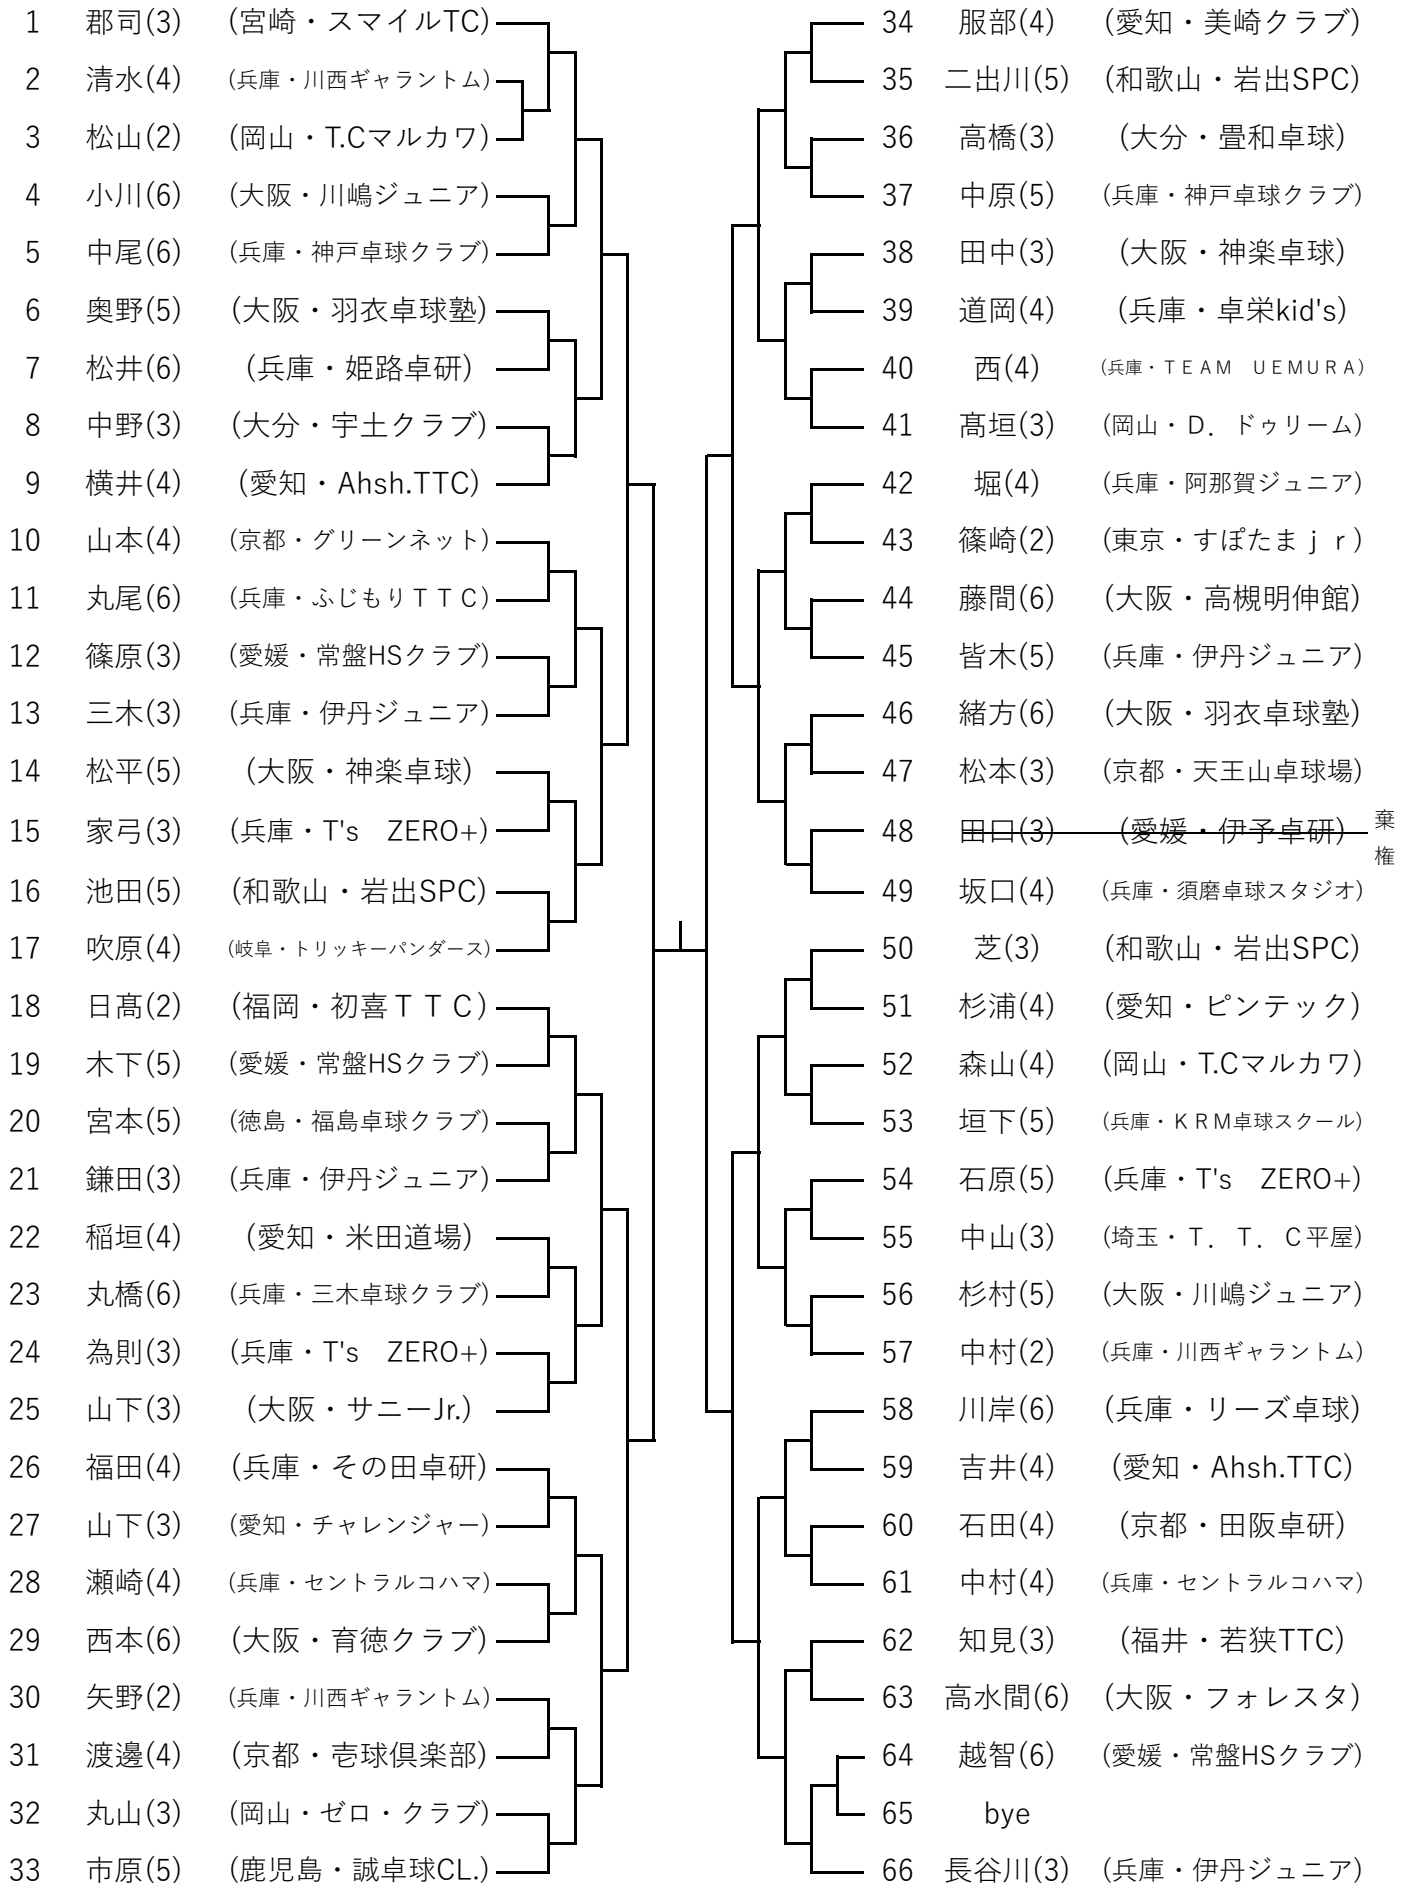 1 郡司(3) (宮崎・スマイルTC)
2 清水(4) (兵庫・川西ギャラントム)
3 松山(2) (岡山・T.Cマルカワ)
4 小川(6) (大阪・川嶋ジュニア)
5 中尾(6) (兵庫・神戸卓球クラブ)
6 奥野(5) (大阪・羽衣卓球塾)
7 松井(6) (兵庫・姫路卓研)
8 中野(3) (大分・宇土クラブ)
9 横井(4) (愛知・Ahsh.TTC)
10 山本(4) (京都・グリーンネット)
11 丸尾(6) (兵庫・ふじもりＴＴＣ)
12 篠原(3) (愛媛・常盤HSクラブ)
13 三木(3) (兵庫・伊丹ジュニア)
14 松平(5) (大阪・神楽卓球)
15 家弓(3) (兵庫・T's　ZERO+)
16 池田(5) (和歌山・岩出SPC)
17 吹原(4) (岐阜・トリッキーパンダース)
18 日髙(2) (福岡・初喜ＴＴＣ)
19 木下(5) (愛媛・常盤HSクラブ)
20 宮本(5) (徳島・福島卓球クラブ)
21 鎌田(3) (兵庫・伊丹ジュニア)
22 稲垣(4) (愛知・米田道場)
23 丸橋(6) (兵庫・三木卓球クラブ)
24 為則(3) (兵庫・T's　ZERO+)
25 山下(3) (大阪・サニーJr.)
26 福田(4) (兵庫・その田卓研)
27 山下(3) (愛知・チャレンジャー)
28 瀬崎(4) (兵庫・セントラルコハマ)
29 西本(6) (大阪・育徳クラブ)
30 矢野(2) (兵庫・川西ギャラントム)
31 渡邊(4) (京都・壱球倶楽部)
32 丸山(3) (岡山・ゼロ・クラブ)
33 市原(5) (鹿児島・誠卓球CL.)
34 服部(4) (愛知・美崎クラブ)
35 二出川(5) (和歌山・岩出SPC)
36 高橋(3) (大分・畳和卓球)
37 中原(5) (兵庫・神戸卓球クラブ)
38 田中(3) (大阪・神楽卓球)
39 道岡(4) (兵庫・卓栄kid's)
40 西(4) (兵庫・ＴＥＡＭ　ＵＥＭＵＲＡ)
41 髙垣(3) (岡山・Ｄ．ドゥリーム)
42 堀(4) (兵庫・阿那賀ジュニア)
43 篠崎(2) (東京・すぽたまｊｒ)
44 藤間(6) (大阪・高槻明伸館)
45 皆木(5) (兵庫・伊丹ジュニア)
46 緒方(6) (大阪・羽衣卓球塾)
47 松本(3) (京都・天王山卓球場)
48 田口(3) (愛媛・伊予卓研) 棄権
49 坂口(4) (兵庫・須磨卓球スタジオ)
50 芝(3) (和歌山・岩出SPC)
51 杉浦(4) (愛知・ピンテック)
52 森山(4) (岡山・T.Cマルカワ)
53 垣下(5) (兵庫・ＫＲＭ卓球スクール)
54 石原(5) (兵庫・T's　ZERO+)
55 中山(3) (埼玉・Ｔ．Ｔ．Ｃ平屋)
56 杉村(5) (大阪・川嶋ジュニア)
57 中村(2) (兵庫・川西ギャラントム)
58 川岸(6) (兵庫・リーズ卓球)
59 吉井(4) (愛知・Ahsh.TTC)
60 石田(4) (京都・田阪卓研)
61 中村(4) (兵庫・セントラルコハマ)
62 知見(3) (福井・若狭TTC)
63 高水間(6) (大阪・フォレスタ)
64 越智(6) (愛媛・常盤HSクラブ)
65 bye
66 長谷川(3) (兵庫・伊丹ジュニア)